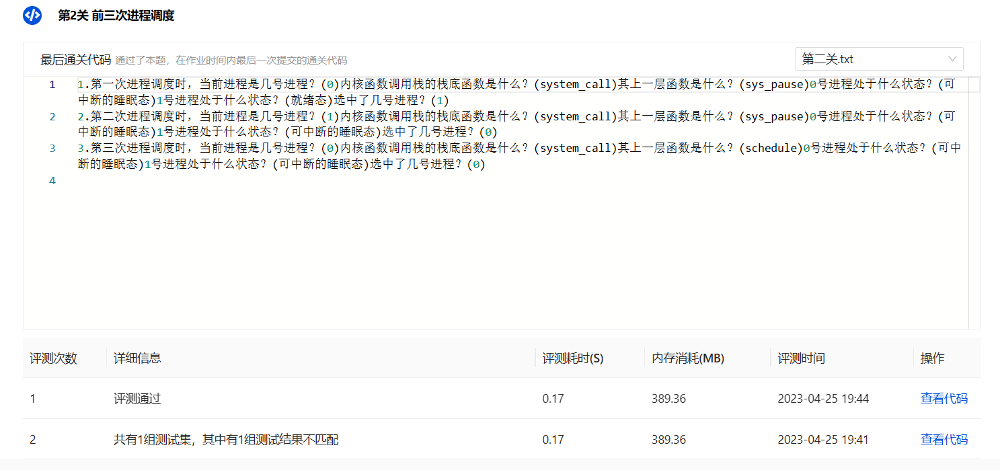 第2关 前三次进程调度
最后通关代码 通过了本题，在作业时间内最后一次提交的通关代码
第二关.txt
1 1.第一次进程调度时，当前进程是几号进程？(0)内核函数调用栈的栈底函数是什么？(system_call)其上一层函数是什么？(sys_pause)0号进程处于什么状态？(可
中断的睡眠态)1号进程处于什么状态？(就绪态)选中了几号进程？(1)
2 2.第二次进程调度时，当前进程是几号进程？(1)内核函数调用栈的栈底函数是什么？(system_call)其上一层函数是什么？(sys_pause)0号进程处于什么状态？(可
中断的睡眠态)1号进程处于什么状态？(可中断的睡眠态)选中了几号进程？(0)
3 3.第三次进程调度时，当前进程是几号进程？(0)内核函数调用栈的栈底函数是什么？(system_call)其上一层函数是什么？(schedule)0号进程处于什么状态？(可中
断的睡眠态)1号进程处于什么状态？(可中断的睡眠态)选中了几号进程？(0)
4
评测次数 详细信息 评测耗时(S) 内存消耗(MB) 评测时间 操作
1 评测通过 0.17 389.36 2023-04-25 19:44 查看代码
2 共有1组测试集，其中有1组测试结果不匹配 0.17 389.36 2023-04-25 19:41 查看代码